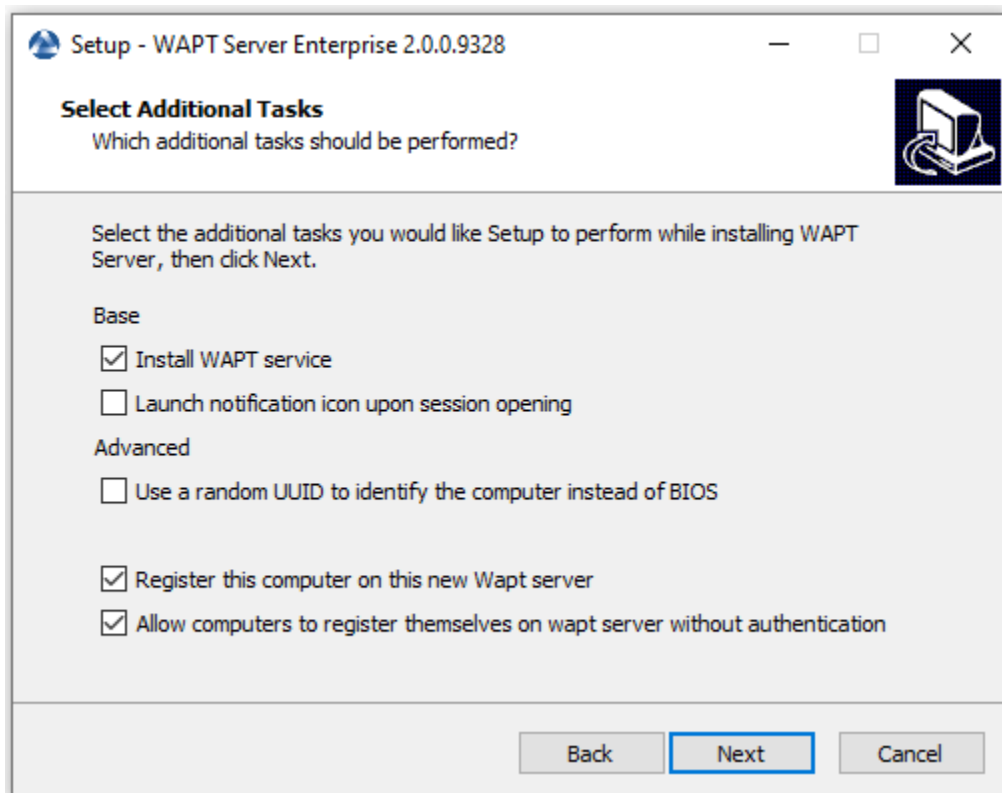 Setup - WAPT Server Enterprise 2.0.0.9328
Select Additional Tasks
Which additional tasks should be performed?
Select the additional tasks you would like Setup to perform while installing WAPT
Server, then click Next.
Base
Install WAPT service
Launch notification icon upon session opening
Advanced
Use a random UUID to identify the computer instead of BIOS
Register this computer on this new Wapt server
Allow computers to register themselves on wapt server without authentication
Back
Next
Cancel